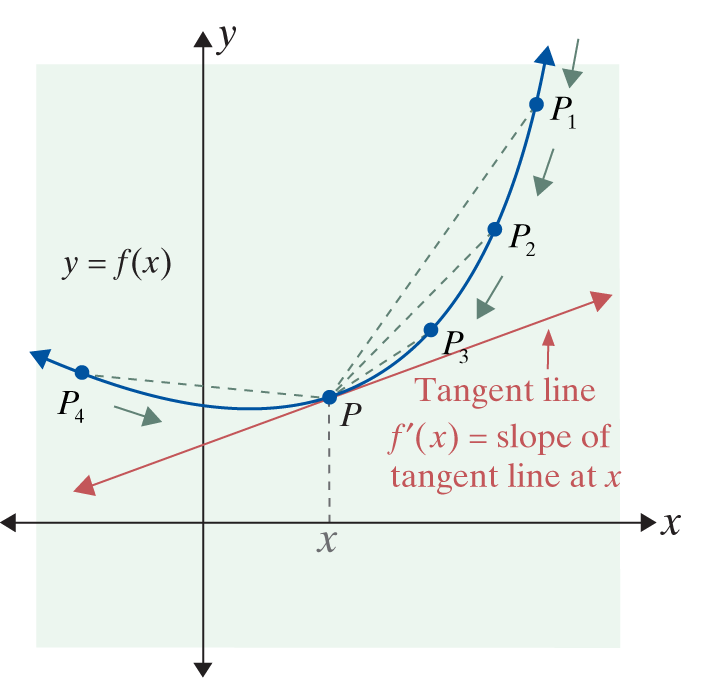 y
P₁
P₂
y = f(x)
P₃
P₄
P
Tangent line
f′(x) = slope of
tangent line at x
x
x